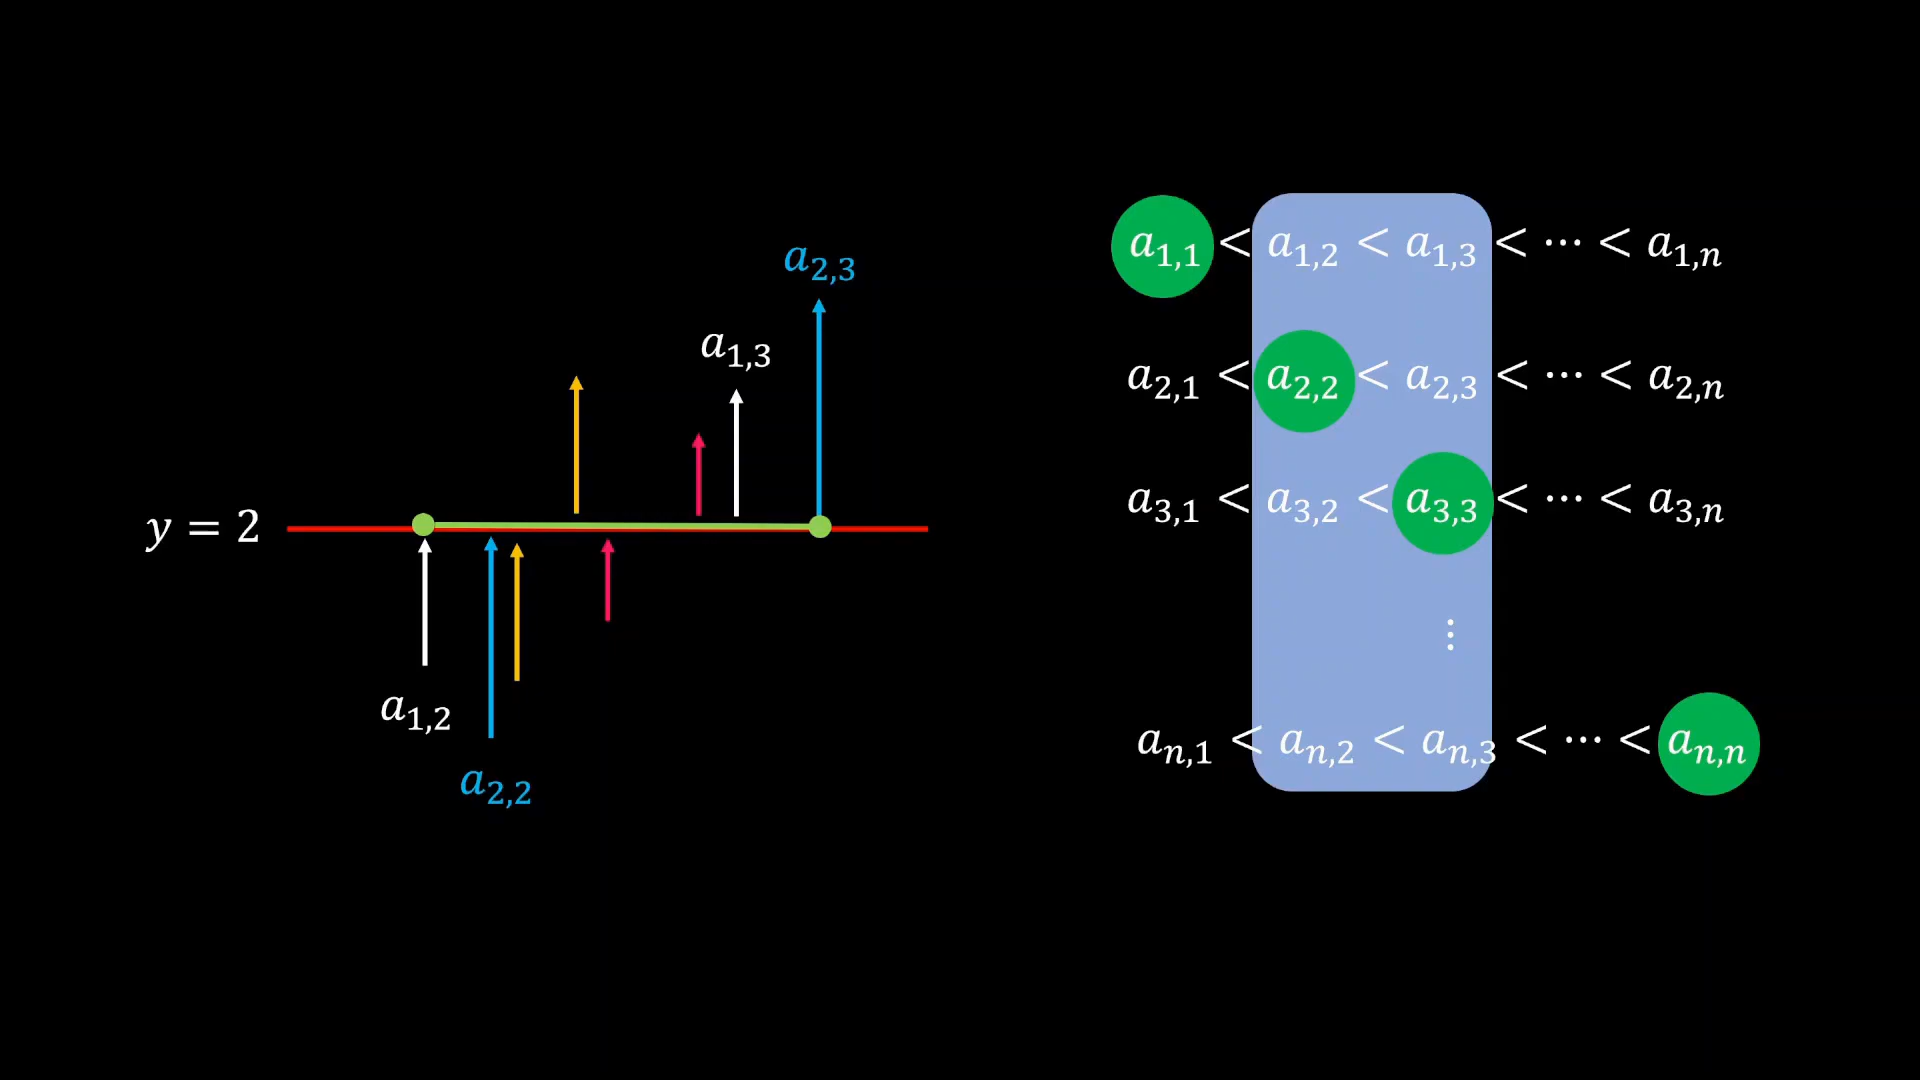 a_{2,3}
a_{1,3}
y = 2
a_{1,2}
a_{2,2}
a_{1,1} < a_{1,2} < a_{1,3} < ⋯ < a_{1,n}
a_{2,1} < a_{2,2} < a_{2,3} < ⋯ < a_{2,n}
a_{3,1} < a_{3,2} < a_{3,3} < ⋯ < a_{3,n}
⋮
a_{n,1} < a_{n,2} < a_{n,3} < ⋯ < a_{n,n}